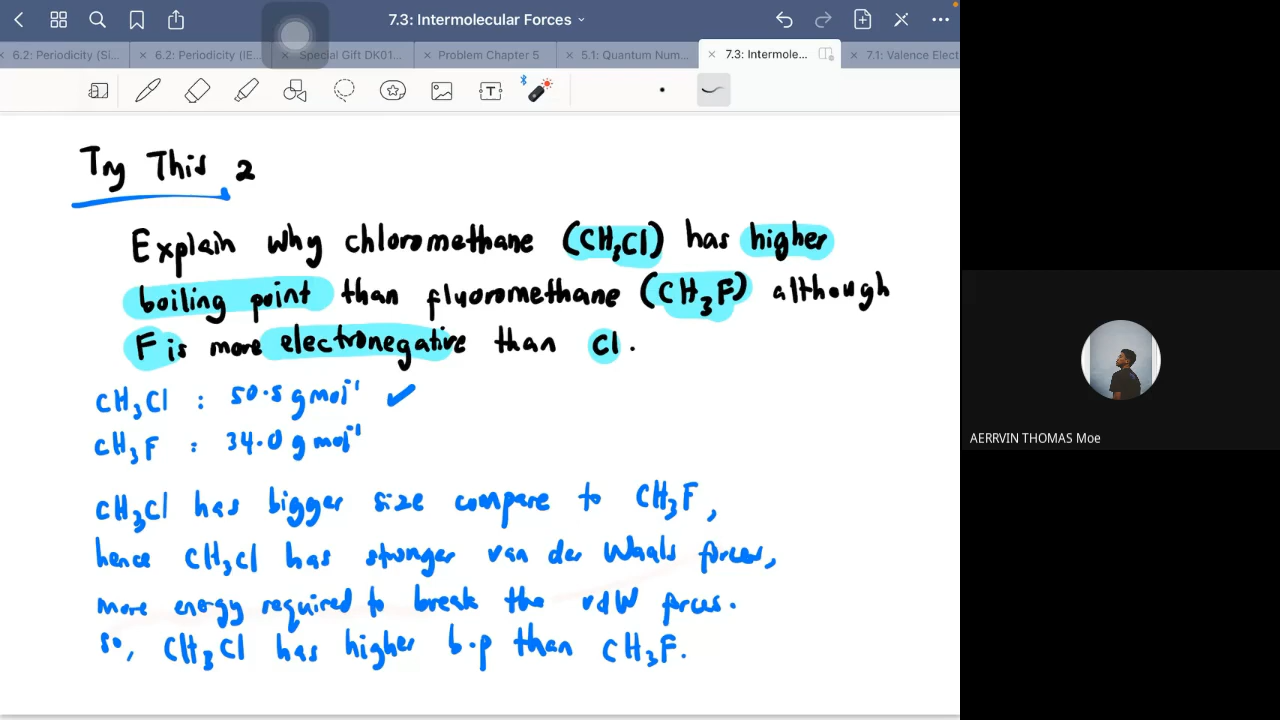 7.3: Intermolecular Forces
6.2: Periodicity (Si...
6.2: Periodicity (IE...
Special Gift DK01...
Problem Chapter 5
5.1: Quantum Num...
7.3: Intermole...
7.1: Valence Elect
Try This 2
Explain why chloromethane (CH₃Cl) has higher
boiling point than fluoromethane (CH₃F) although
F is more electronegative than Cl.
CH₃Cl : 50.5 g mol⁻¹ ✓
CH₃F : 34.0 g mol⁻¹
CH₃Cl has bigger size compare to CH₃F,
hence CH₃Cl has stronger van der Waals forces,
more energy required to break the vdW forces.
so, CH₃Cl has higher b.p than CH₃F.
AERRVIN THOMAS Moe